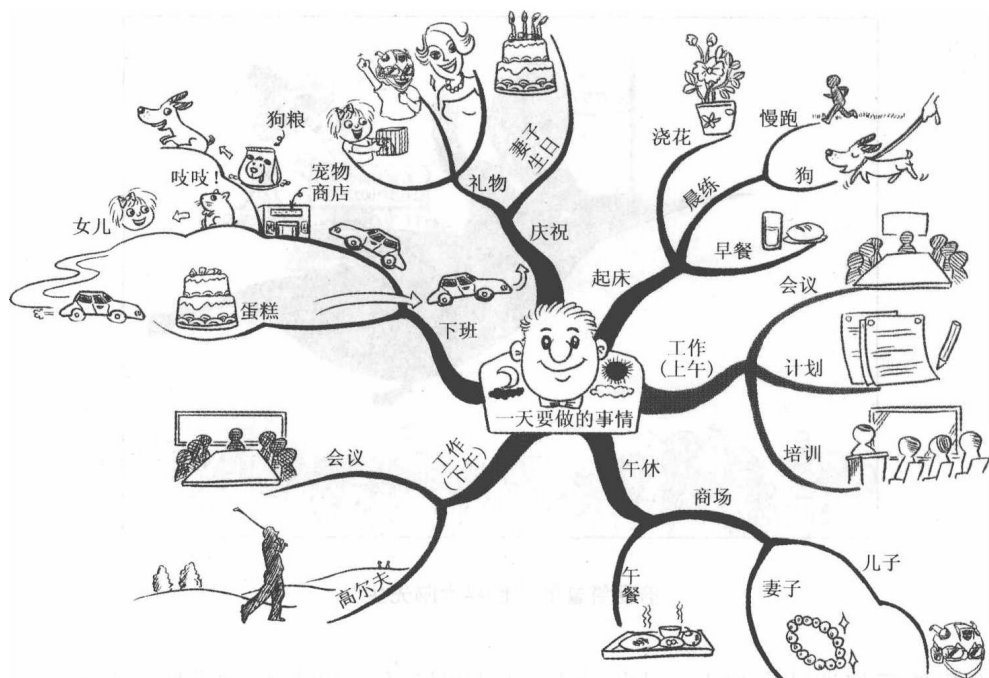 狗粮
吱吱!
宠物
商店
女儿
蛋糕
下班
礼物
妻子
生日
庆祝
浇花
慢跑
晨练
狗
早餐
起床
会议
工作
(上午)
计划
培训
一天要做的事情
会议
工作
(下午)
高尔夫
午休
商场
午
餐
妻子
儿子